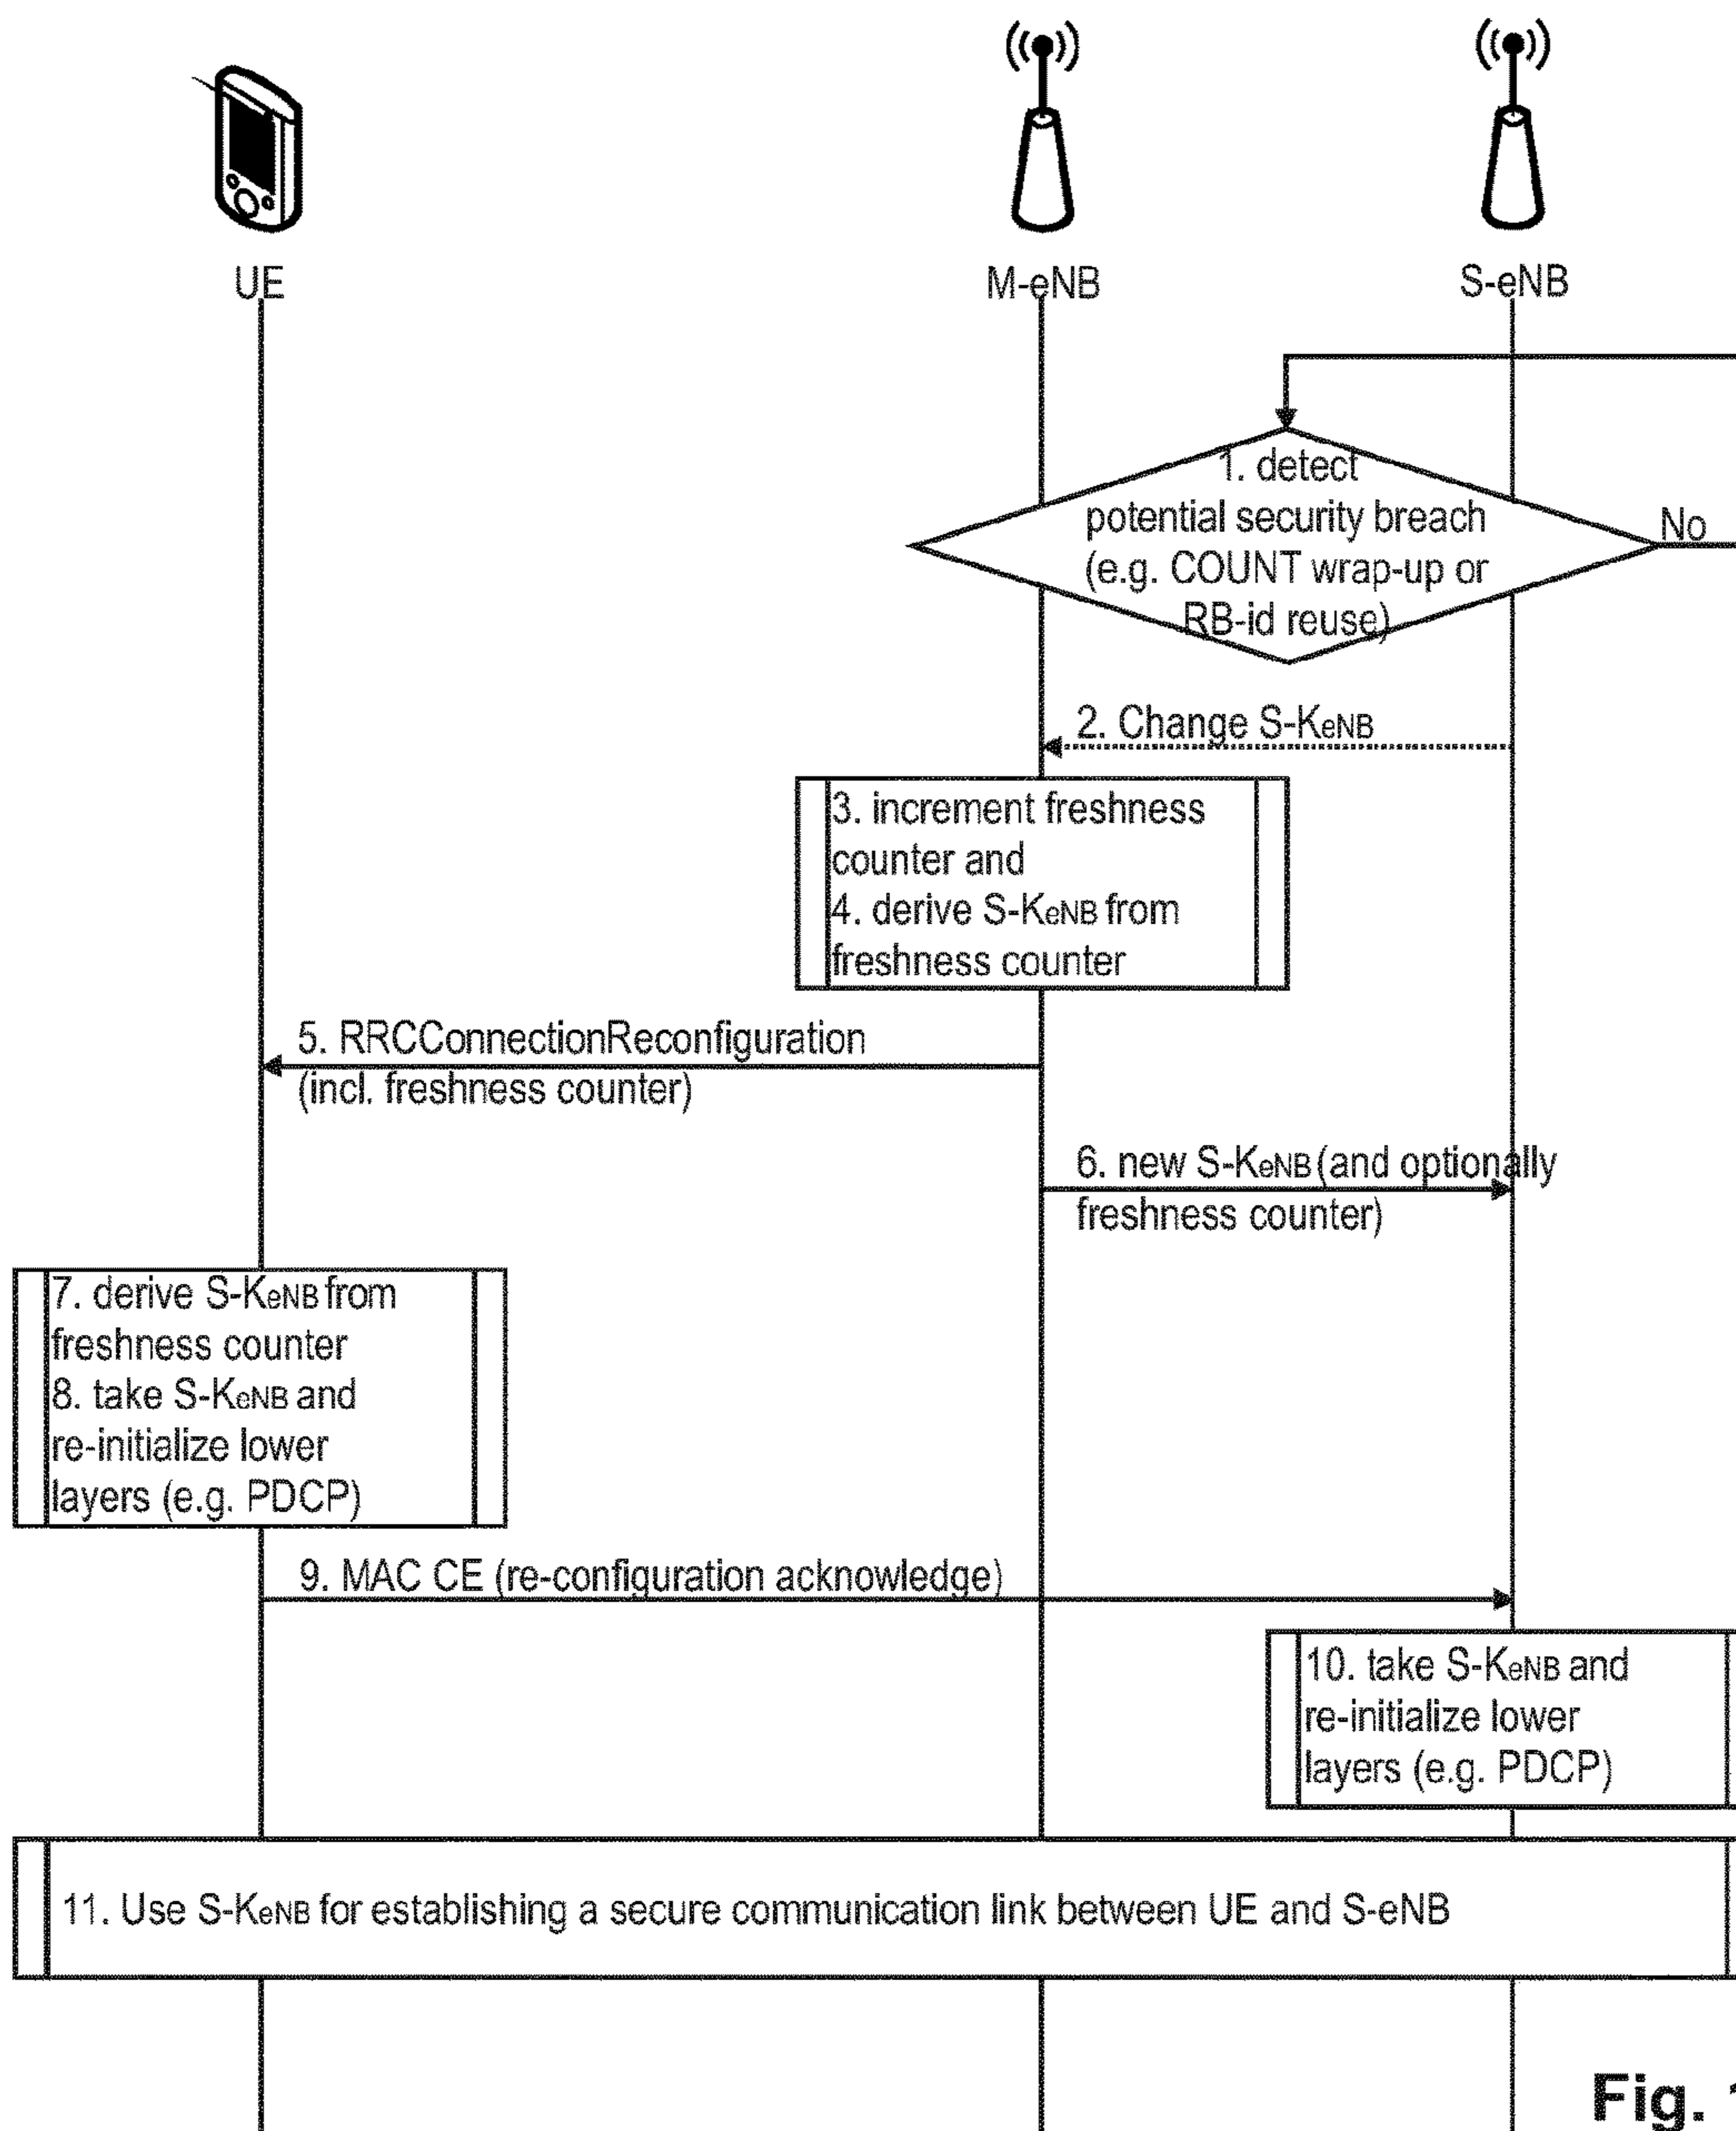 UE
M-eNB
S-eNB
1. detect
potential security breach
(e.g. COUNT wrap-up or
RB-id reuse)
No
2. Change S-KeNB
3. increment freshness
counter and
4. derive S-KeNB from
freshness counter
5. RRCConnectionReconfiguration
(incl. freshness counter)
6. new S-KeNB (and optionally
freshness counter)
7. derive S-KeNB from
freshness counter
8. take S-KeNB and
re-initialize lower
layers (e.g. PDCP)
9. MAC CE (re-configuration acknowledge)
10. take S-KeNB and
re-initialize lower
layers (e.g. PDCP)
11. Use S-KeNB for establishing a secure communication link between UE and S-eNB
Fig.